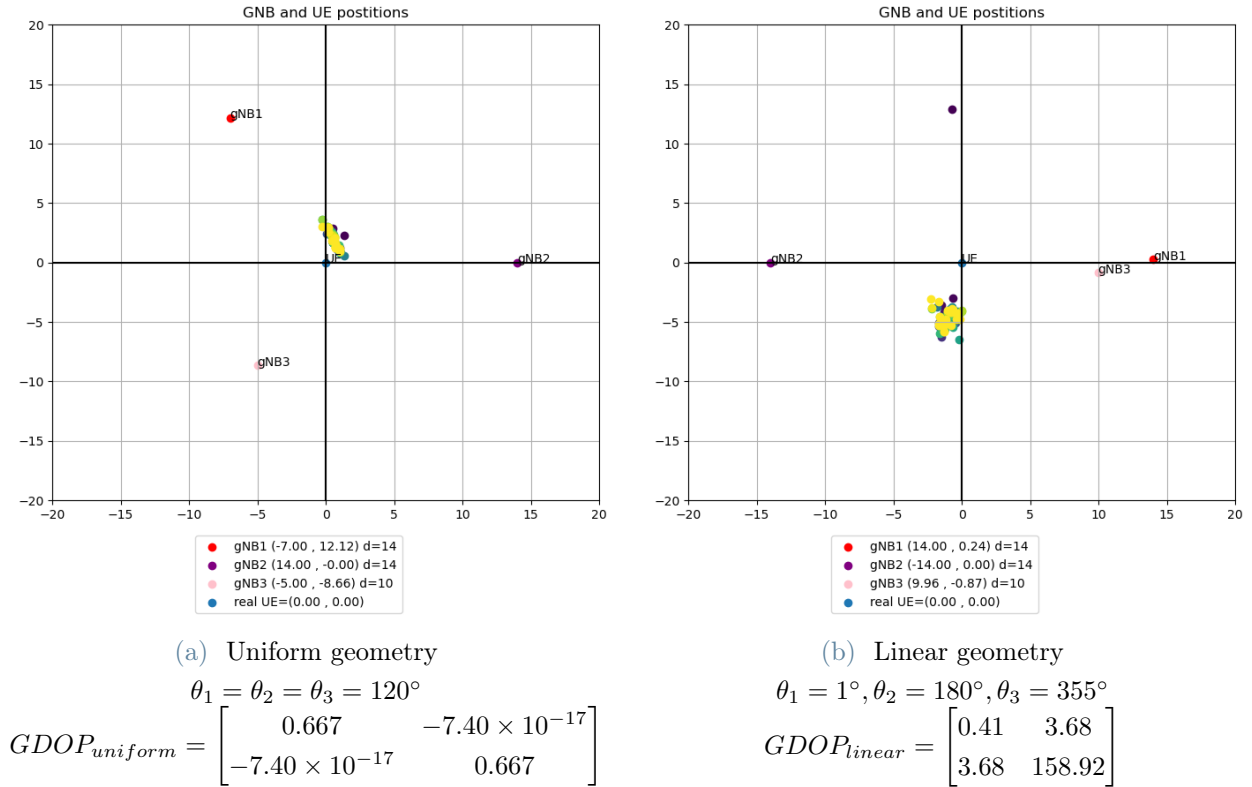 GNB and UE postitions
20
15
10
5
0
−5
−10
−15
−20
−20 −15 −10 −5 0 5 10 15 20
gNB1
UE
gNB2
gNB3
gNB1 (-7.00 , 12.12) d=14
gNB2 (14.00 , -0.00) d=14
gNB3 (-5.00 , -8.66) d=10
real UE=(0.00 , 0.00)
(a) Uniform geometry
θ₁ = θ₂ = θ₃ = 120°
GDOP_uniform = [0.667 −7.40 × 10⁻¹⁷
−7.40 × 10⁻¹⁷ 0.667]
GNB and UE postitions
20
15
10
5
0
−5
−10
−15
−20
−20 −15 −10 −5 0 5 10 15 20
gNB2
UE
gNB1
gNB3
gNB1 (14.00 , 0.24) d=14
gNB2 (-14.00 , 0.00) d=14
gNB3 (9.96 , -0.87) d=10
real UE=(0.00 , 0.00)
(b) Linear geometry
θ₁ = 1°, θ₂ = 180°, θ₃ = 355°
GDOP_linear = [0.41 3.68
3.68 158.92]